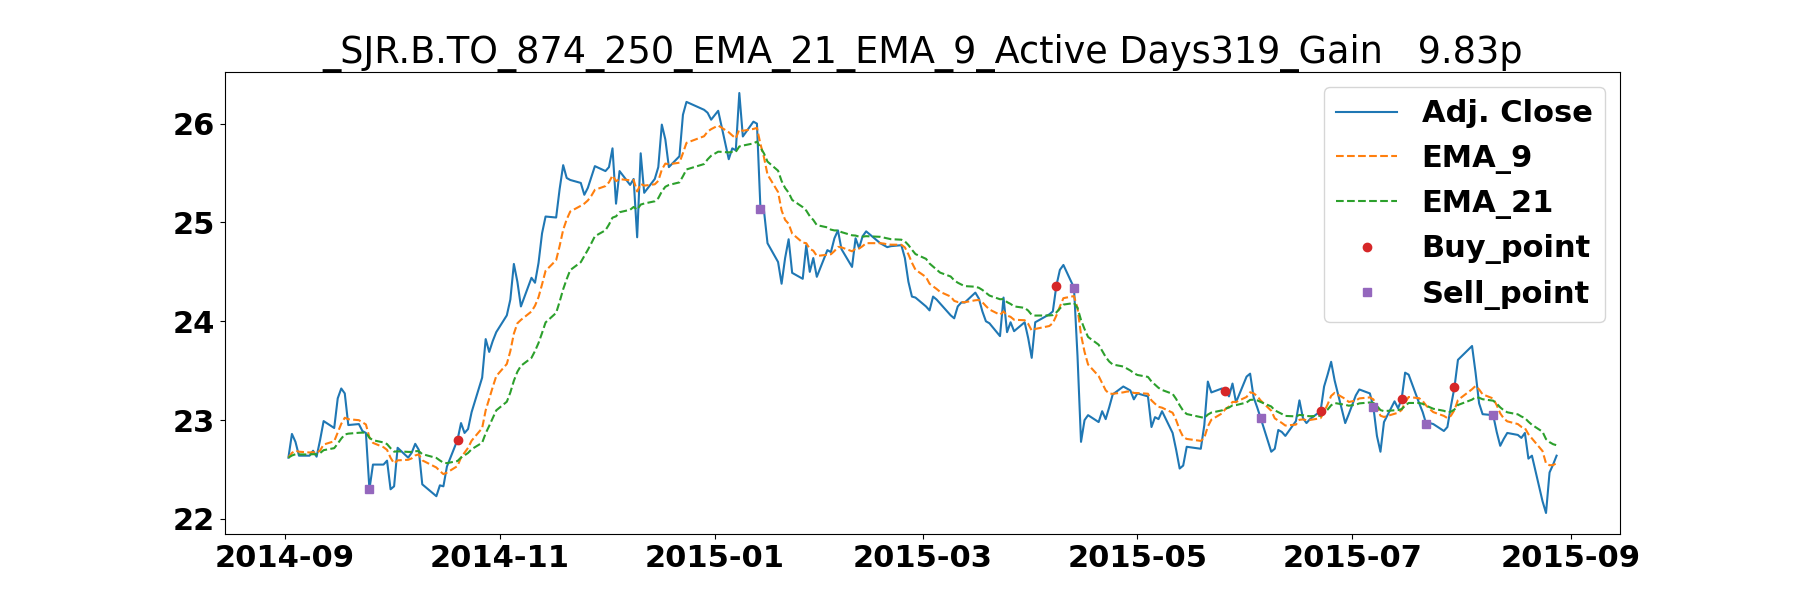 _SJR.B.TO_874_250_EMA_21_EMA_9_Active Days319_Gain   9.83p
26
25
24
23
22
Adj. Close
EMA_9
EMA_21
Buy_point
Sell_point
2014-09 2014-11 2015-01 2015-03 2015-05 2015-07 2015-09